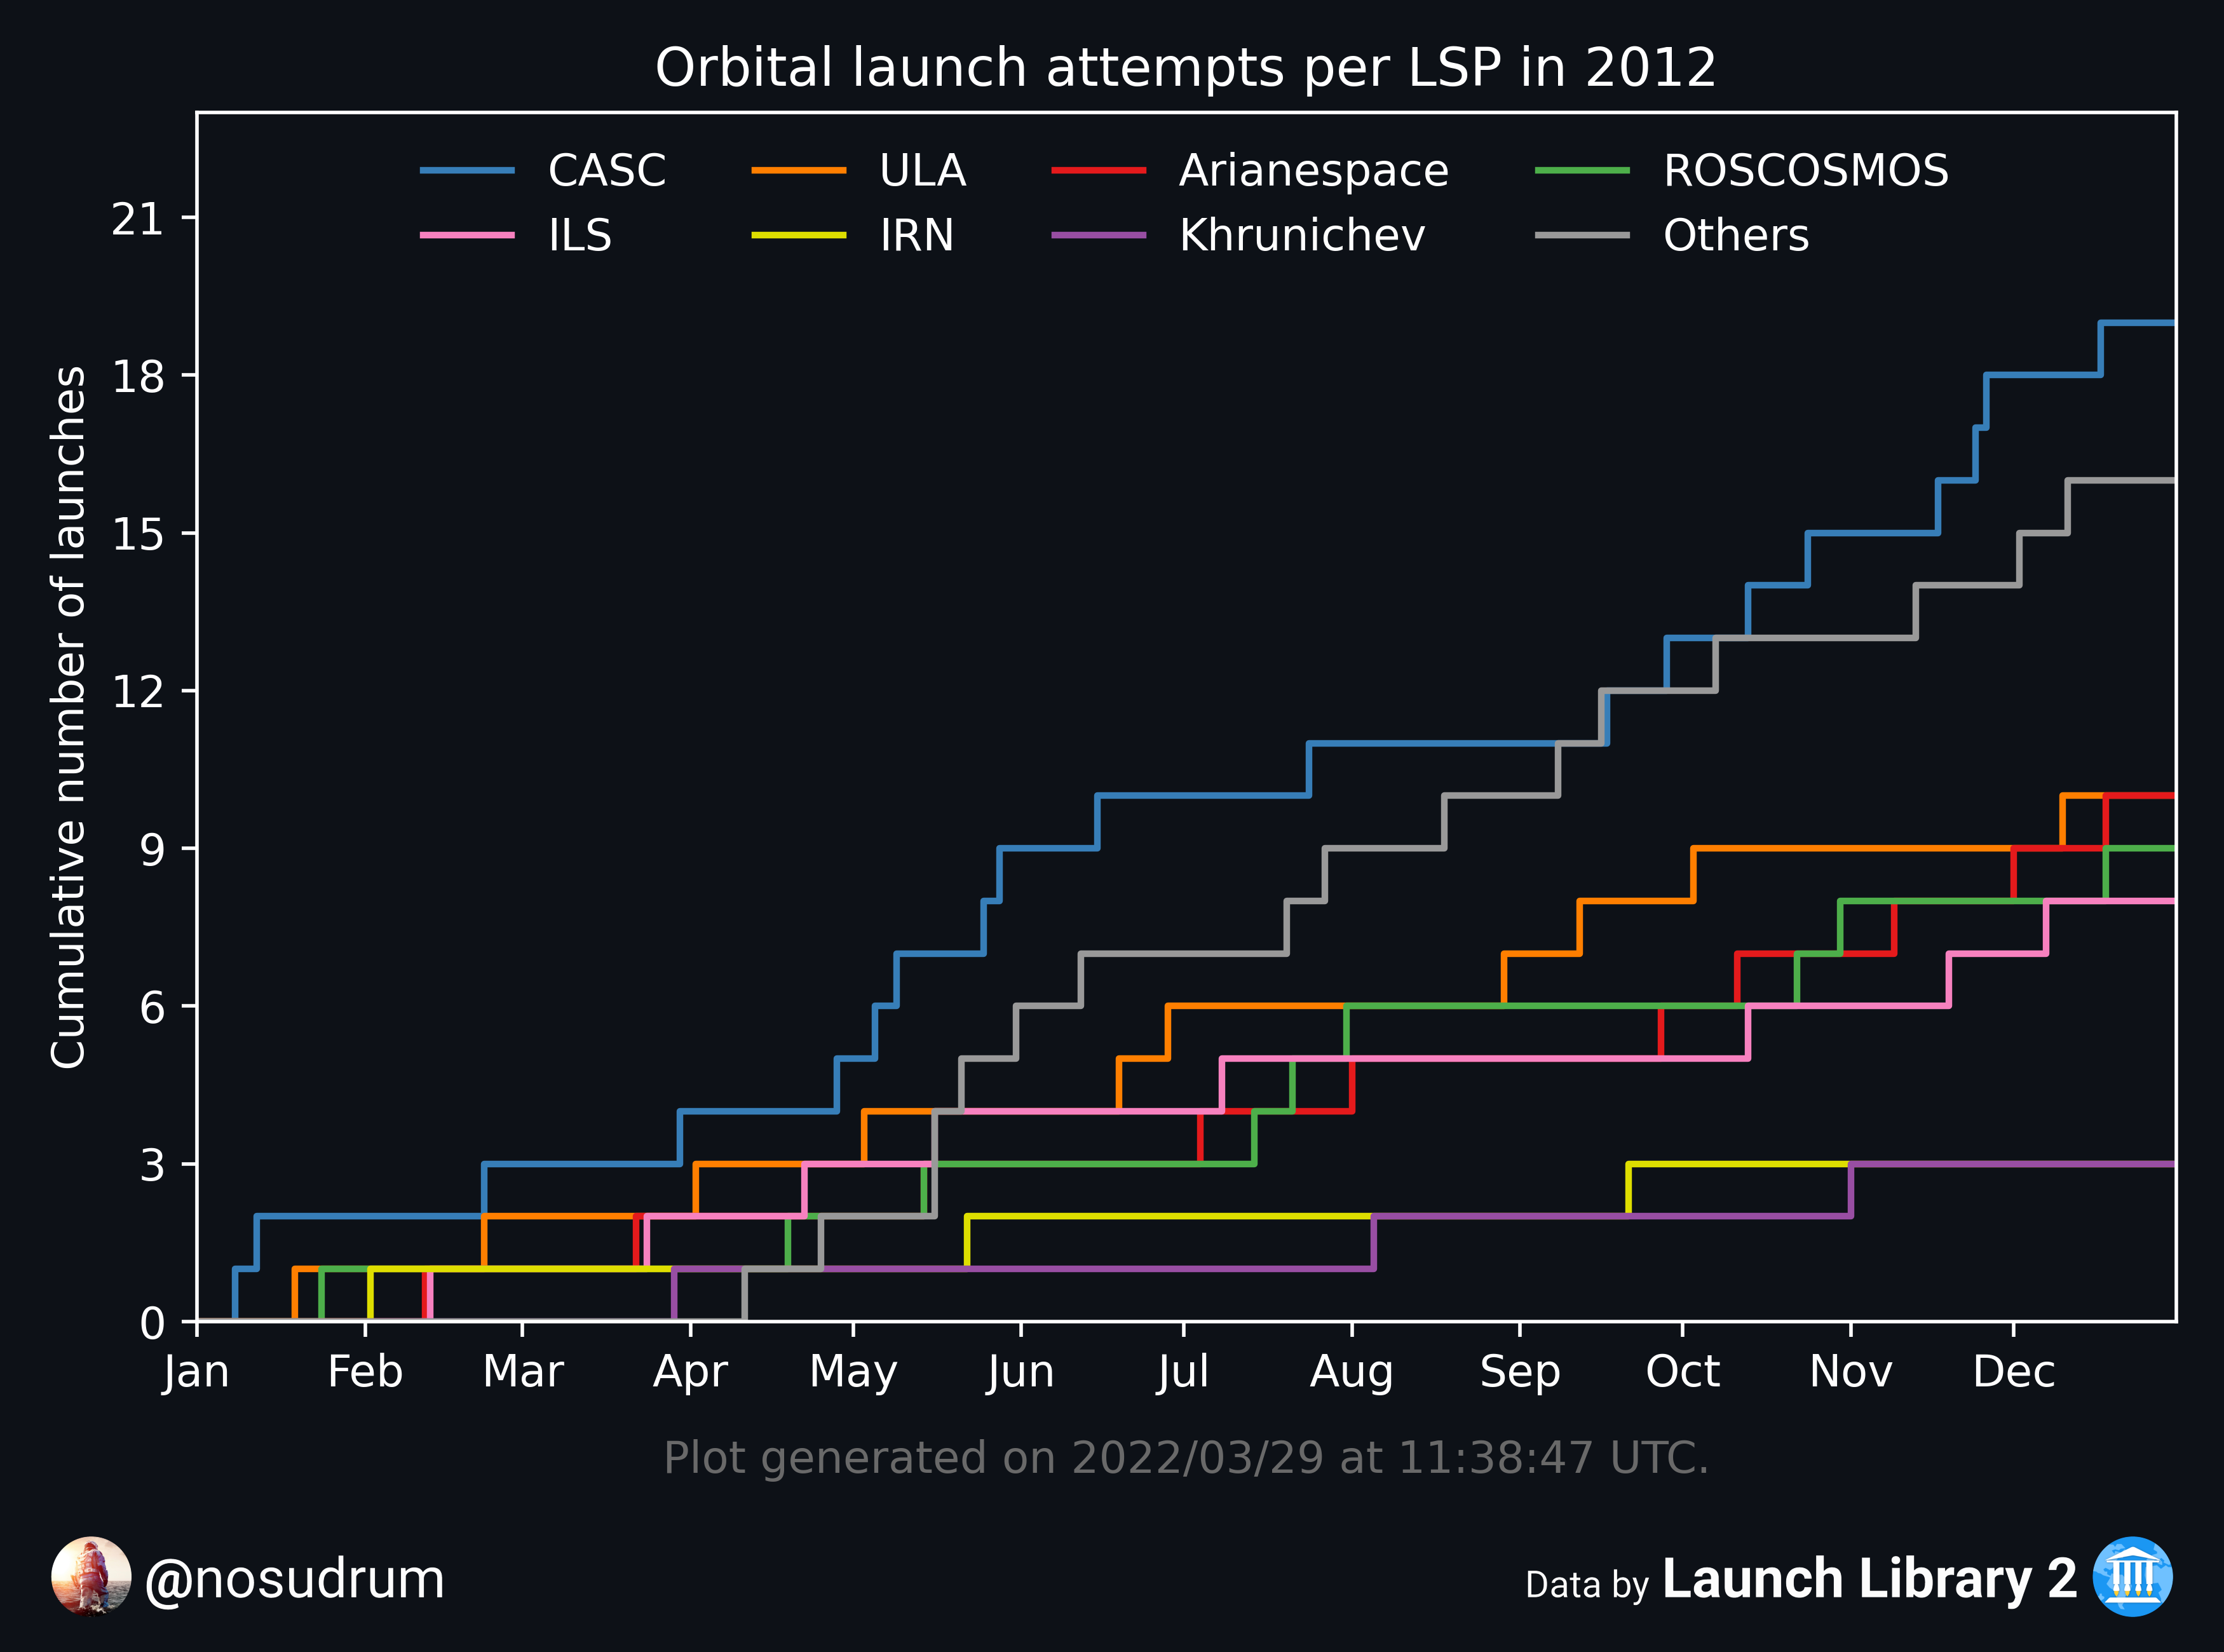 Orbital launch attempts per LSP in 2012
CASC ULA Arianespace ROSCOSMOS
ILS IRN Khrunichev Others
Cumulative number of launches
21
18
15
12
9
6
3
0
Jan Feb Mar Apr May Jun Jul Aug Sep Oct Nov Dec
Plot generated on 2022/03/29 at 11:38:47 UTC.
@nosudrum
Data by Launch Library 2